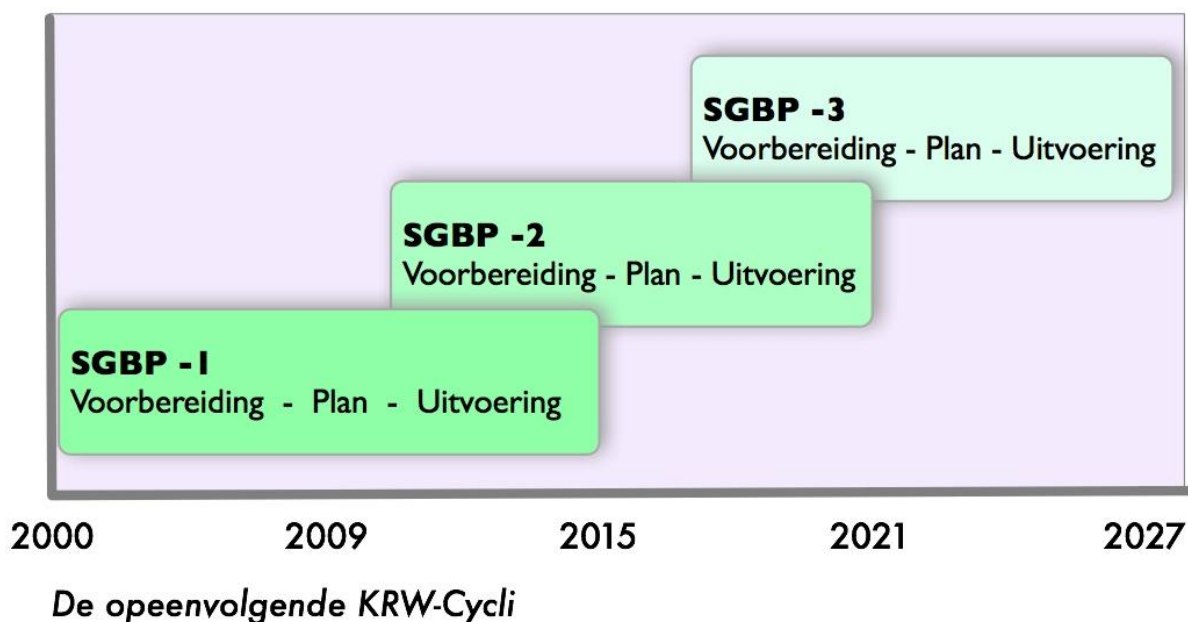 SGBP -3
Voorbereiding - Plan - Uitvoering
SGBP -2
Voorbereiding - Plan - Uitvoering
SGBP -1
Voorbereiding - Plan - Uitvoering
2000 2009 2015 2021 2027
De opeenvolgende KRW-Cycli